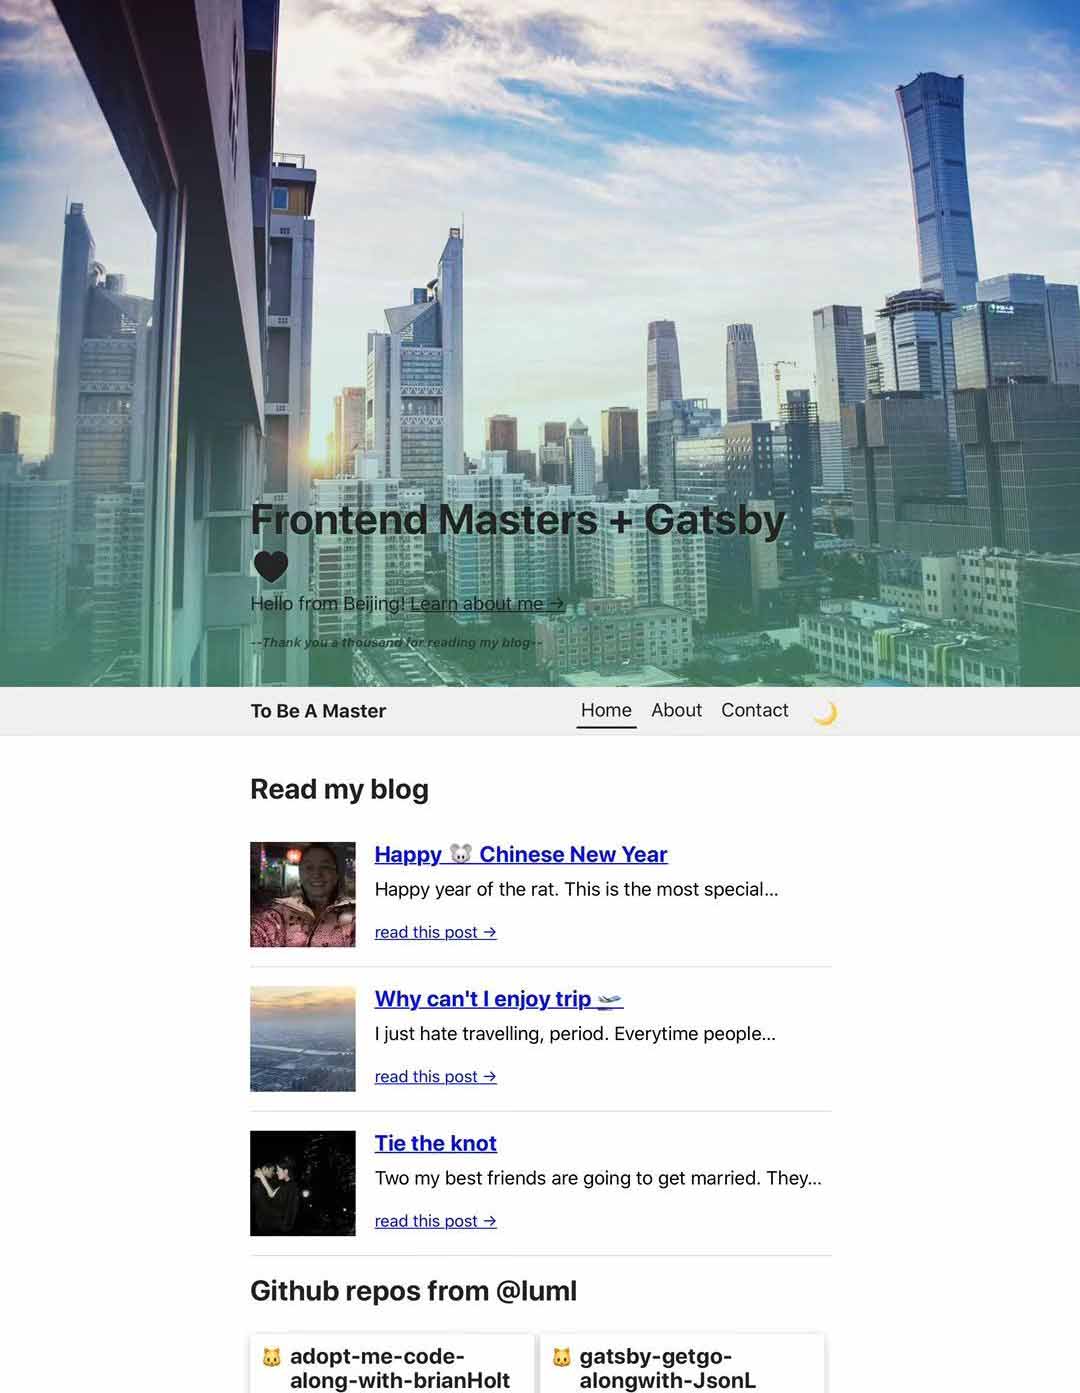 Frontend Masters + Gatsby
🖤
Hello from Beijing! Learn about me →
--Thank you a thousand for reading my blog--
To Be A Master
Home About Contact 🌙
Read my blog
Happy 🐭 Chinese New Year
Happy year of the rat. This is the most special...
read this post →
Why can't I enjoy trip 🛫
I just hate travelling, period. Everytime people...
read this post →
Tie the knot
Two my best friends are going to get married. They...
read this post →
Github repos from @luml
🐱 adopt-me-code-
along-with-brianHolt
🐱 gatsby-getgo-
alongwith-JsonL